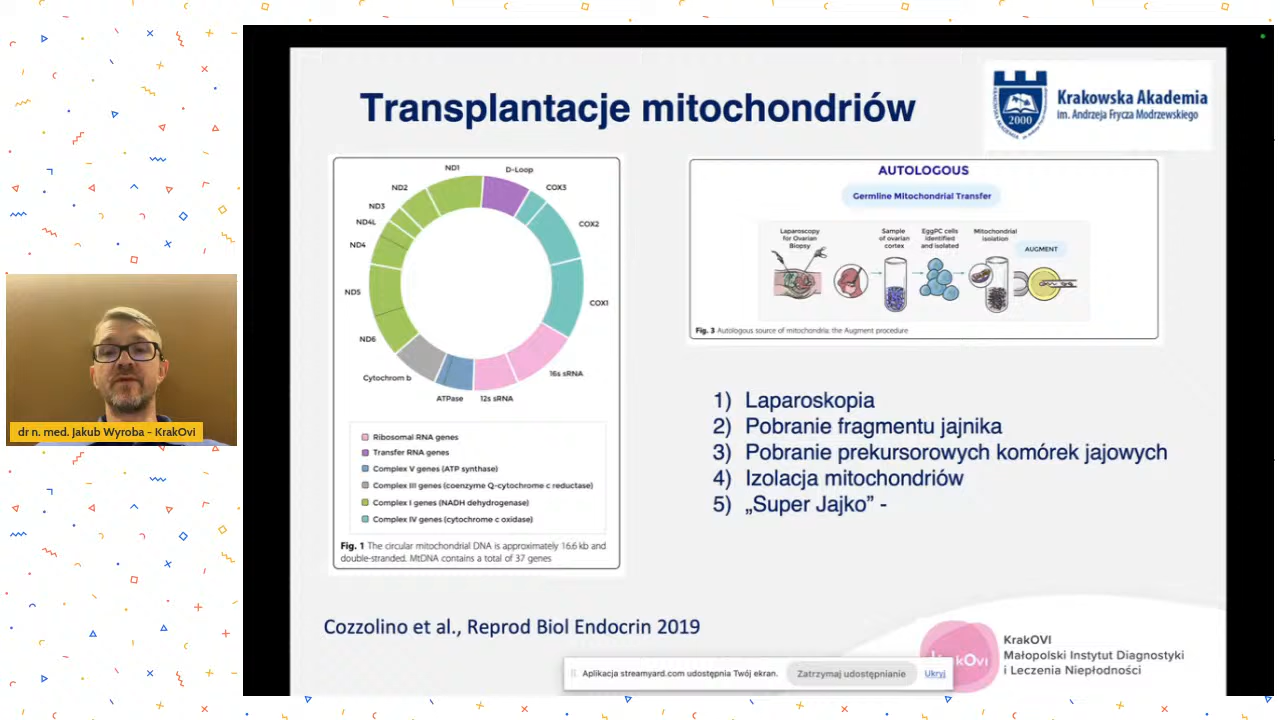 Transplantacje mitochondriów
2000
Krakowska Akademia
im. Andrzeja Frycza Modrzewskiego
ND1
D-Loop
ND2
COX3
ND3
ND4L
COX2
ND4
ND5
COX1
ND6
Cytochrom b
16s sRNA
ATPase
12s sRNA
Ribosomal RNA genes
Transfer RNA genes
Complex V genes (ATP synthase)
Complex III genes (coenzyme Q-cytochrome c reductase)
Complex I genes (NADH dehydrogenase)
Complex IV genes (cytochrome c oxidase)
Fig. 1 The circular mitochondrial DNA is approximately 16.6 kb and
double-stranded. MtDNA contains a total of 37 genes
AUTOLOGOUS
Germline Mitochondrial Transfer
Laparoscopy
for Ovarian
Biopsy
Sample
of ovarian
cortex
EggPC cells
identified
and isolated
Mitochondrial
isolation
AUGMENT
Fig. 3 Autologous source of mitochondria: the Augment procedure
1) Laparoskopia
2) Pobranie fragmentu jajnika
3) Pobranie prekursorowych komórek jajowych
4) Izolacja mitochondriów
5) „Super Jajko” -
dr n. med. Jakub Wyroba - KrakOvi
Cozzolino et al., Reprod Biol Endocrin 2019
KrakOVI
Małopolski Instytut Diagnostyki
i Leczenia Niepłodności
Aplikacja streamyard.com udostępnia Twój ekran.
Zatrzymaj udostępnianie
Ukryj